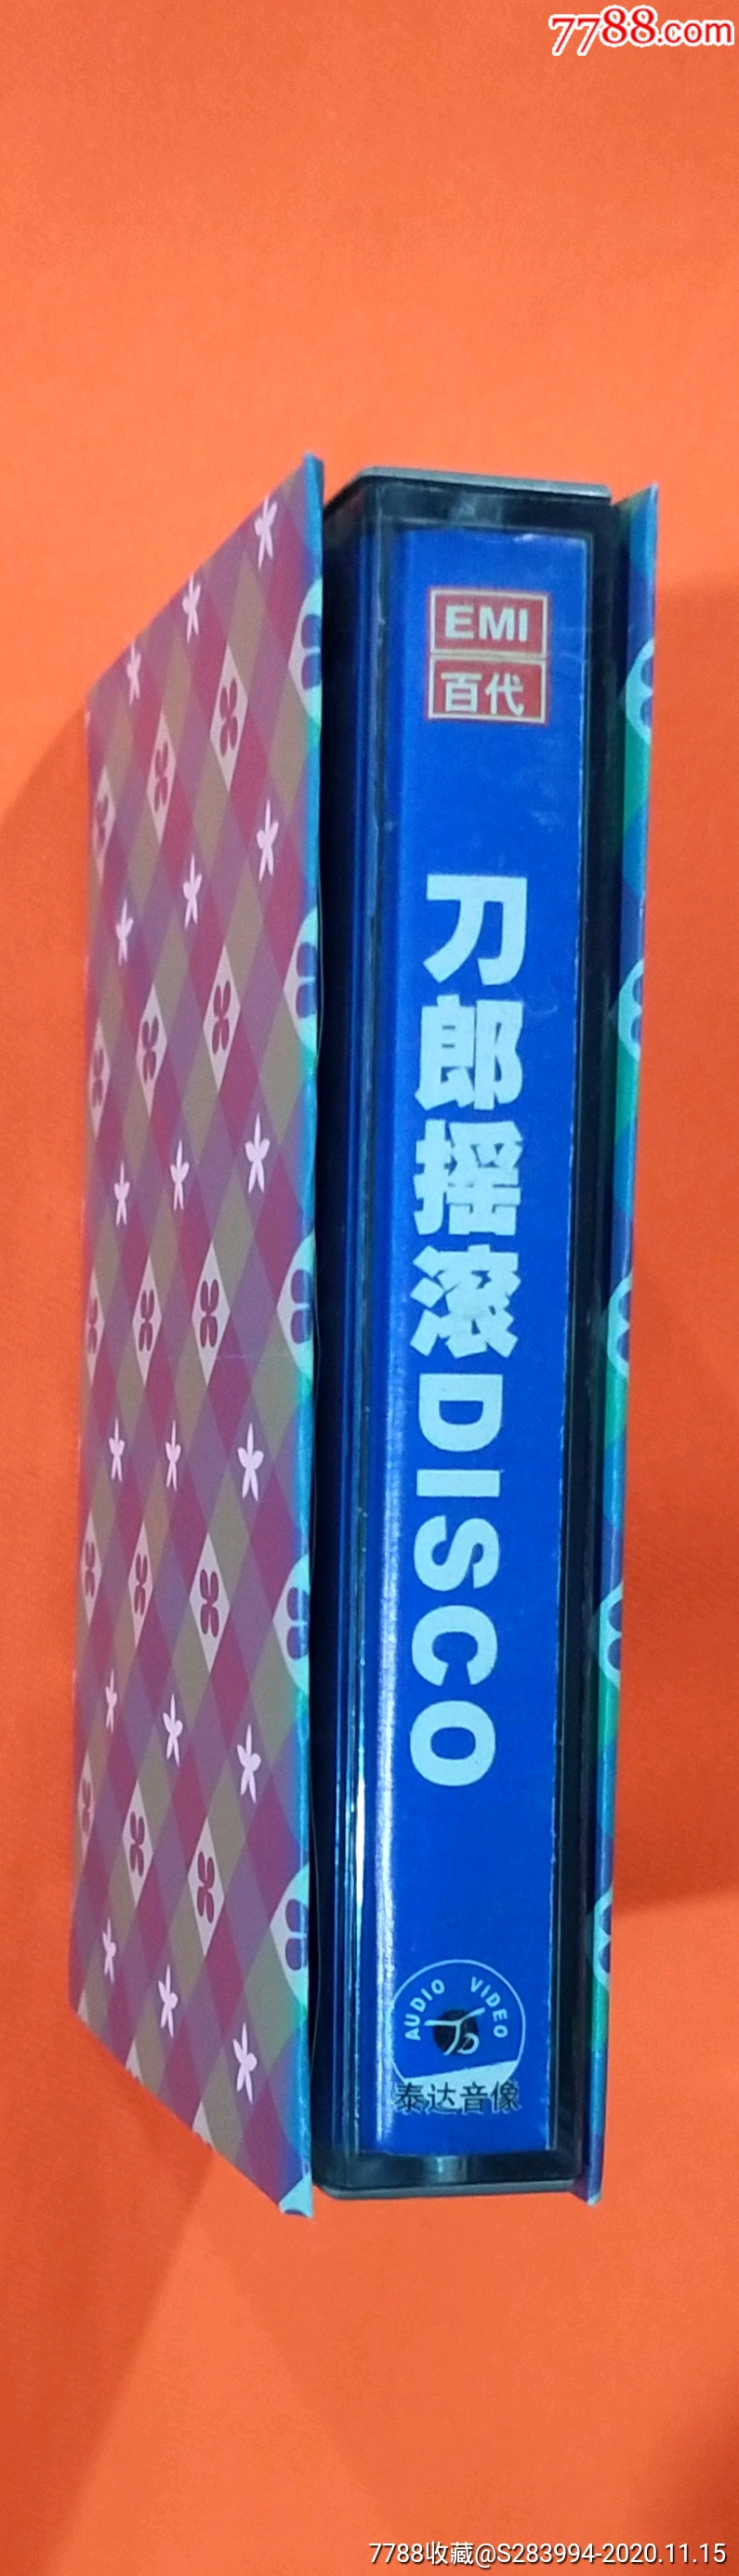 7788.com
EMI
百代
刀郎摇滚DISCO
AUDIO VIDEO
泰达音像
7788收藏@S283994-2020.11.15